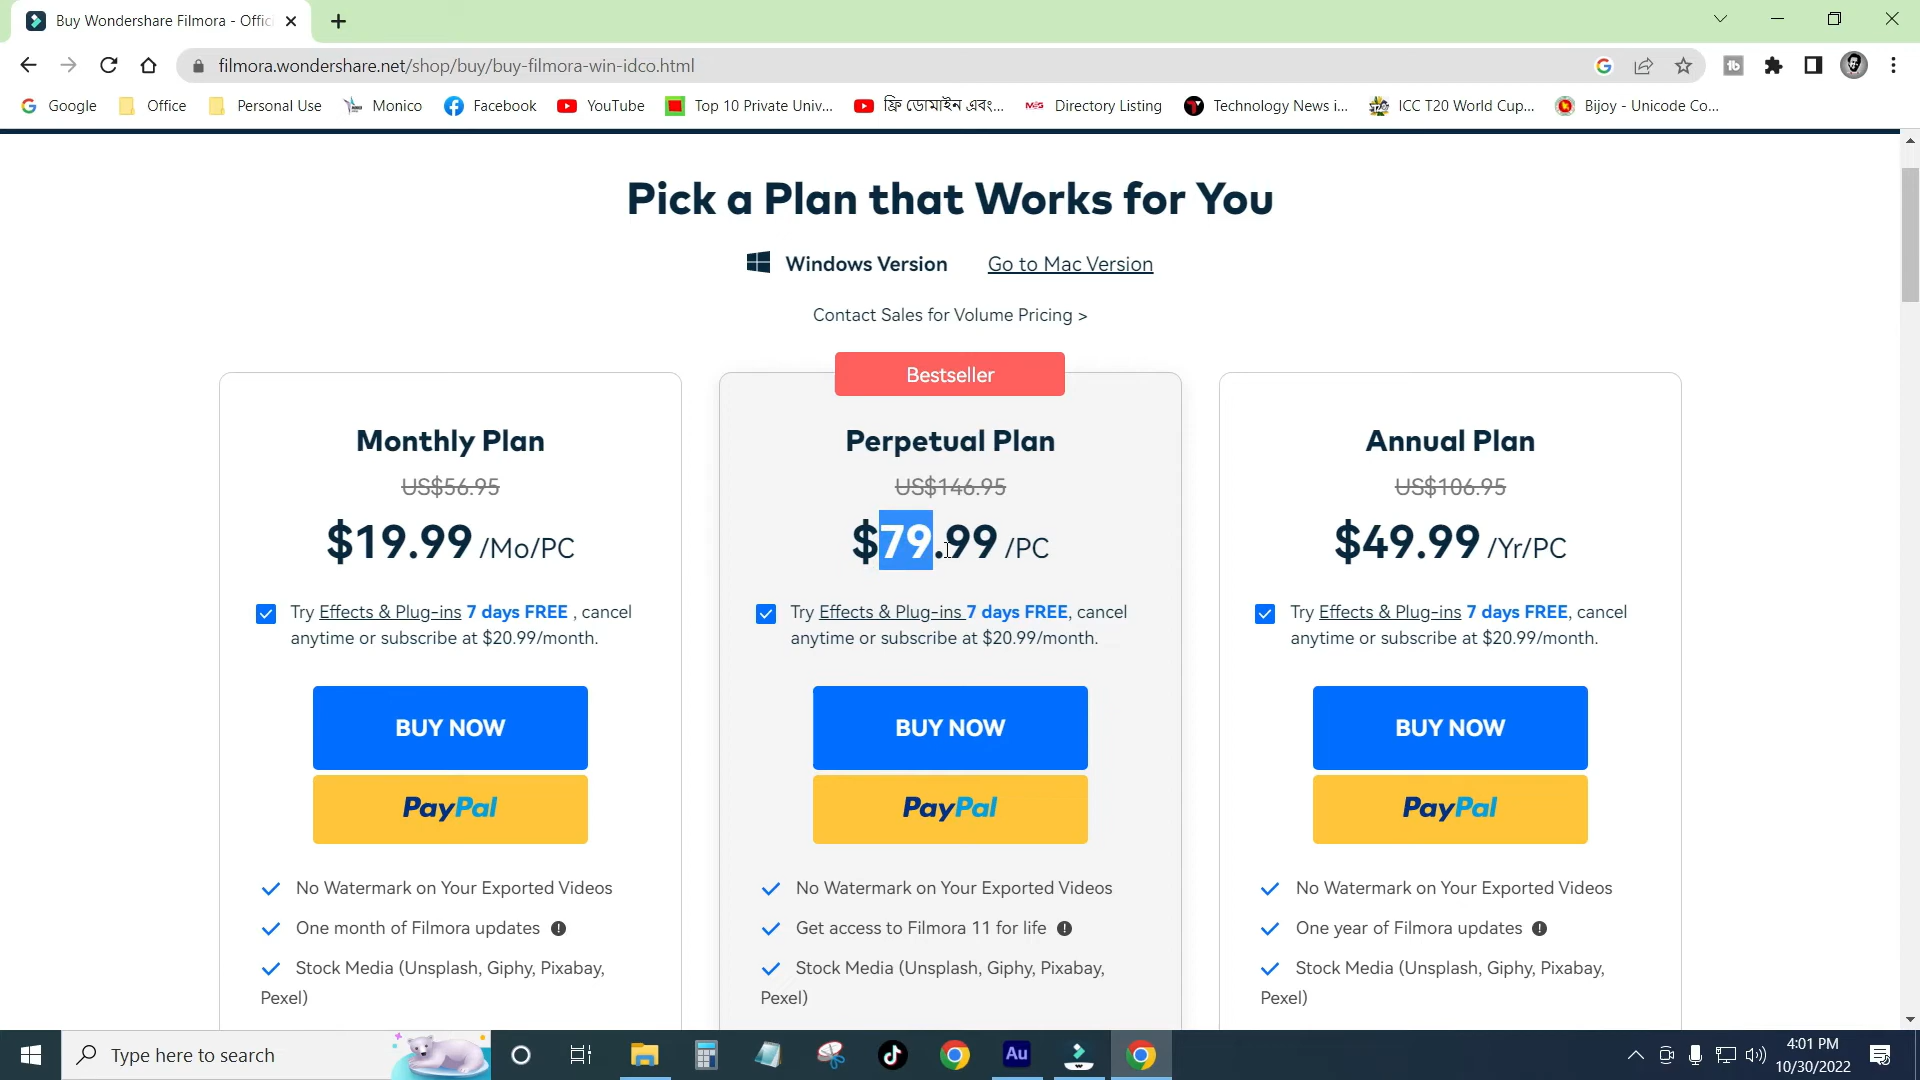 Buy Wondershare Filmora - Offici
filmora.wondershare.net/shop/buy/buy-filmora-win-idco.html
Google
Office
Personal Use
Monico
Facebook
YouTube
Top 10 Private Univ...
ফ্রি ডোমাইন এবং...
Directory Listing
Technology News i...
ICC T20 World Cup...
Bijoy - Unicode Co...
Pick a Plan that Works for You
Windows Version
Go to Mac Version
Contact Sales for Volume Pricing >
Monthly Plan
US$56.95
$19.99 /Mo/PC
Try Effects & Plug-ins 7 days FREE , cancel
anytime or subscribe at $20.99/month.
BUY NOW
PayPal
No Watermark on Your Exported Videos
One month of Filmora updates
Stock Media (Unsplash, Giphy, Pixabay,
Pexel)
Bestseller
Perpetual Plan
US$146.95
$79.99 /PC
Try Effects & Plug-ins 7 days FREE, cancel
anytime or subscribe at $20.99/month.
BUY NOW
PayPal
No Watermark on Your Exported Videos
Get access to Filmora 11 for life
Stock Media (Unsplash, Giphy, Pixabay,
Pexel)
Annual Plan
US$106.95
$49.99 /Yr/PC
Try Effects & Plug-ins 7 days FREE, cancel
anytime or subscribe at $20.99/month.
BUY NOW
PayPal
No Watermark on Your Exported Videos
One year of Filmora updates
Stock Media (Unsplash, Giphy, Pixabay,
Pexel)
Type here to search
Au
4:01 PM
10/30/2022